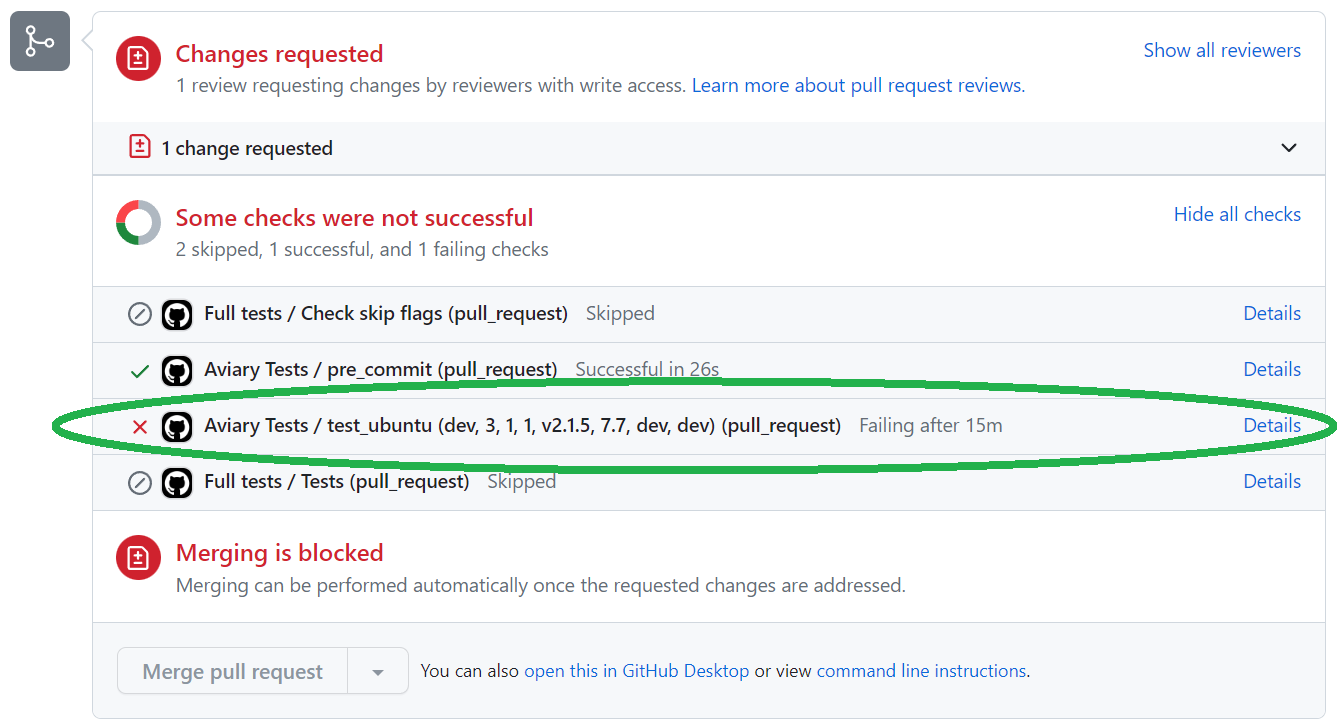 Changes requested
Show all reviewers
1 review requesting changes by reviewers with write access. Learn more about pull request reviews.
1 change requested
Some checks were not successful
Hide all checks
2 skipped, 1 successful, and 1 failing checks
Full tests / Check skip flags (pull_request) Skipped Details
Aviary Tests / pre_commit (pull_request) Successful in 26s Details
Aviary Tests / test_ubuntu (dev, 3, 1, 1, v2.1.5, 7.7, dev, dev) (pull_request) Failing after 15m Details
Full tests / Tests (pull_request) Skipped Details
Merging is blocked
Merging can be performed automatically once the requested changes are addressed.
Merge pull request You can also open this in GitHub Desktop or view command line instructions.